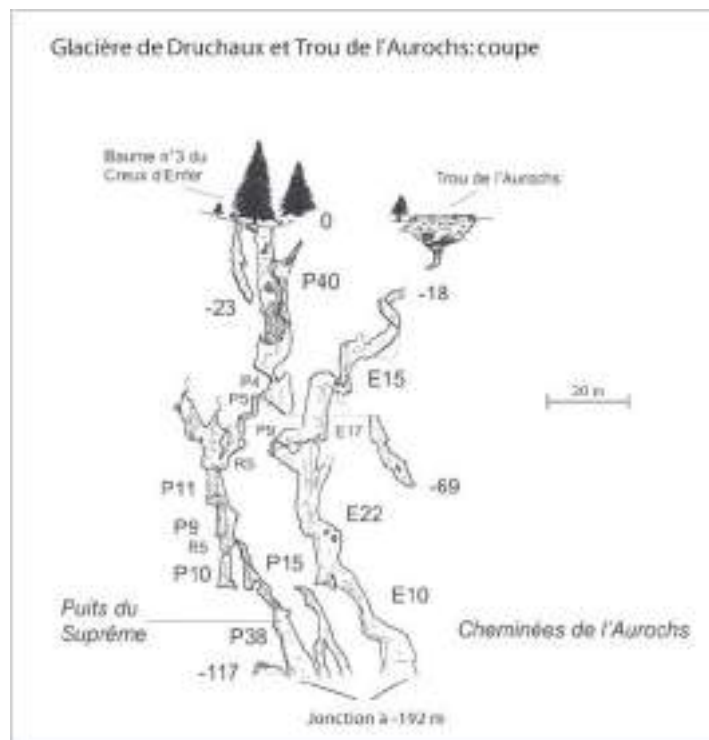 Glacière de Druchaux et Trou de l'Aurochs: coupe
Baume n°3 du
Creux d'Enfer
Trou de l'Aurochs
0
P40
-23
-18
P4
E15
P5
20 m
P9
E17
R5
P11
-69
E22
P9
R5
P15
P10
E10
Puits du
Suprême
P38
Cheminées de l'Aurochs
-117
Jonction à -192 m